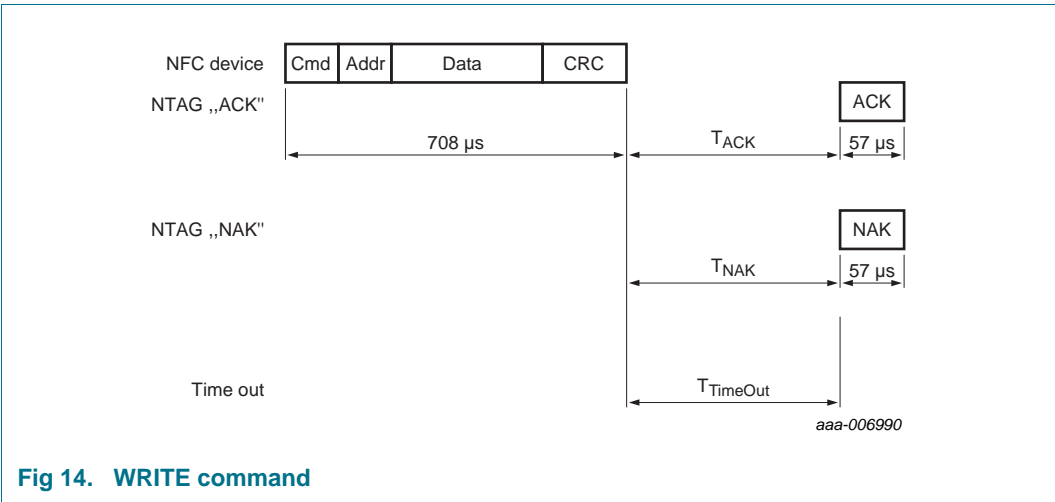 NFC device Cmd Addr Data CRC
NTAG ,,ACK" ACK
708 µs TACK 57 µs
NTAG ,,NAK" NAK
TNAK 57 µs
Time out TTimeOut
aaa-006990
Fig 14. WRITE command